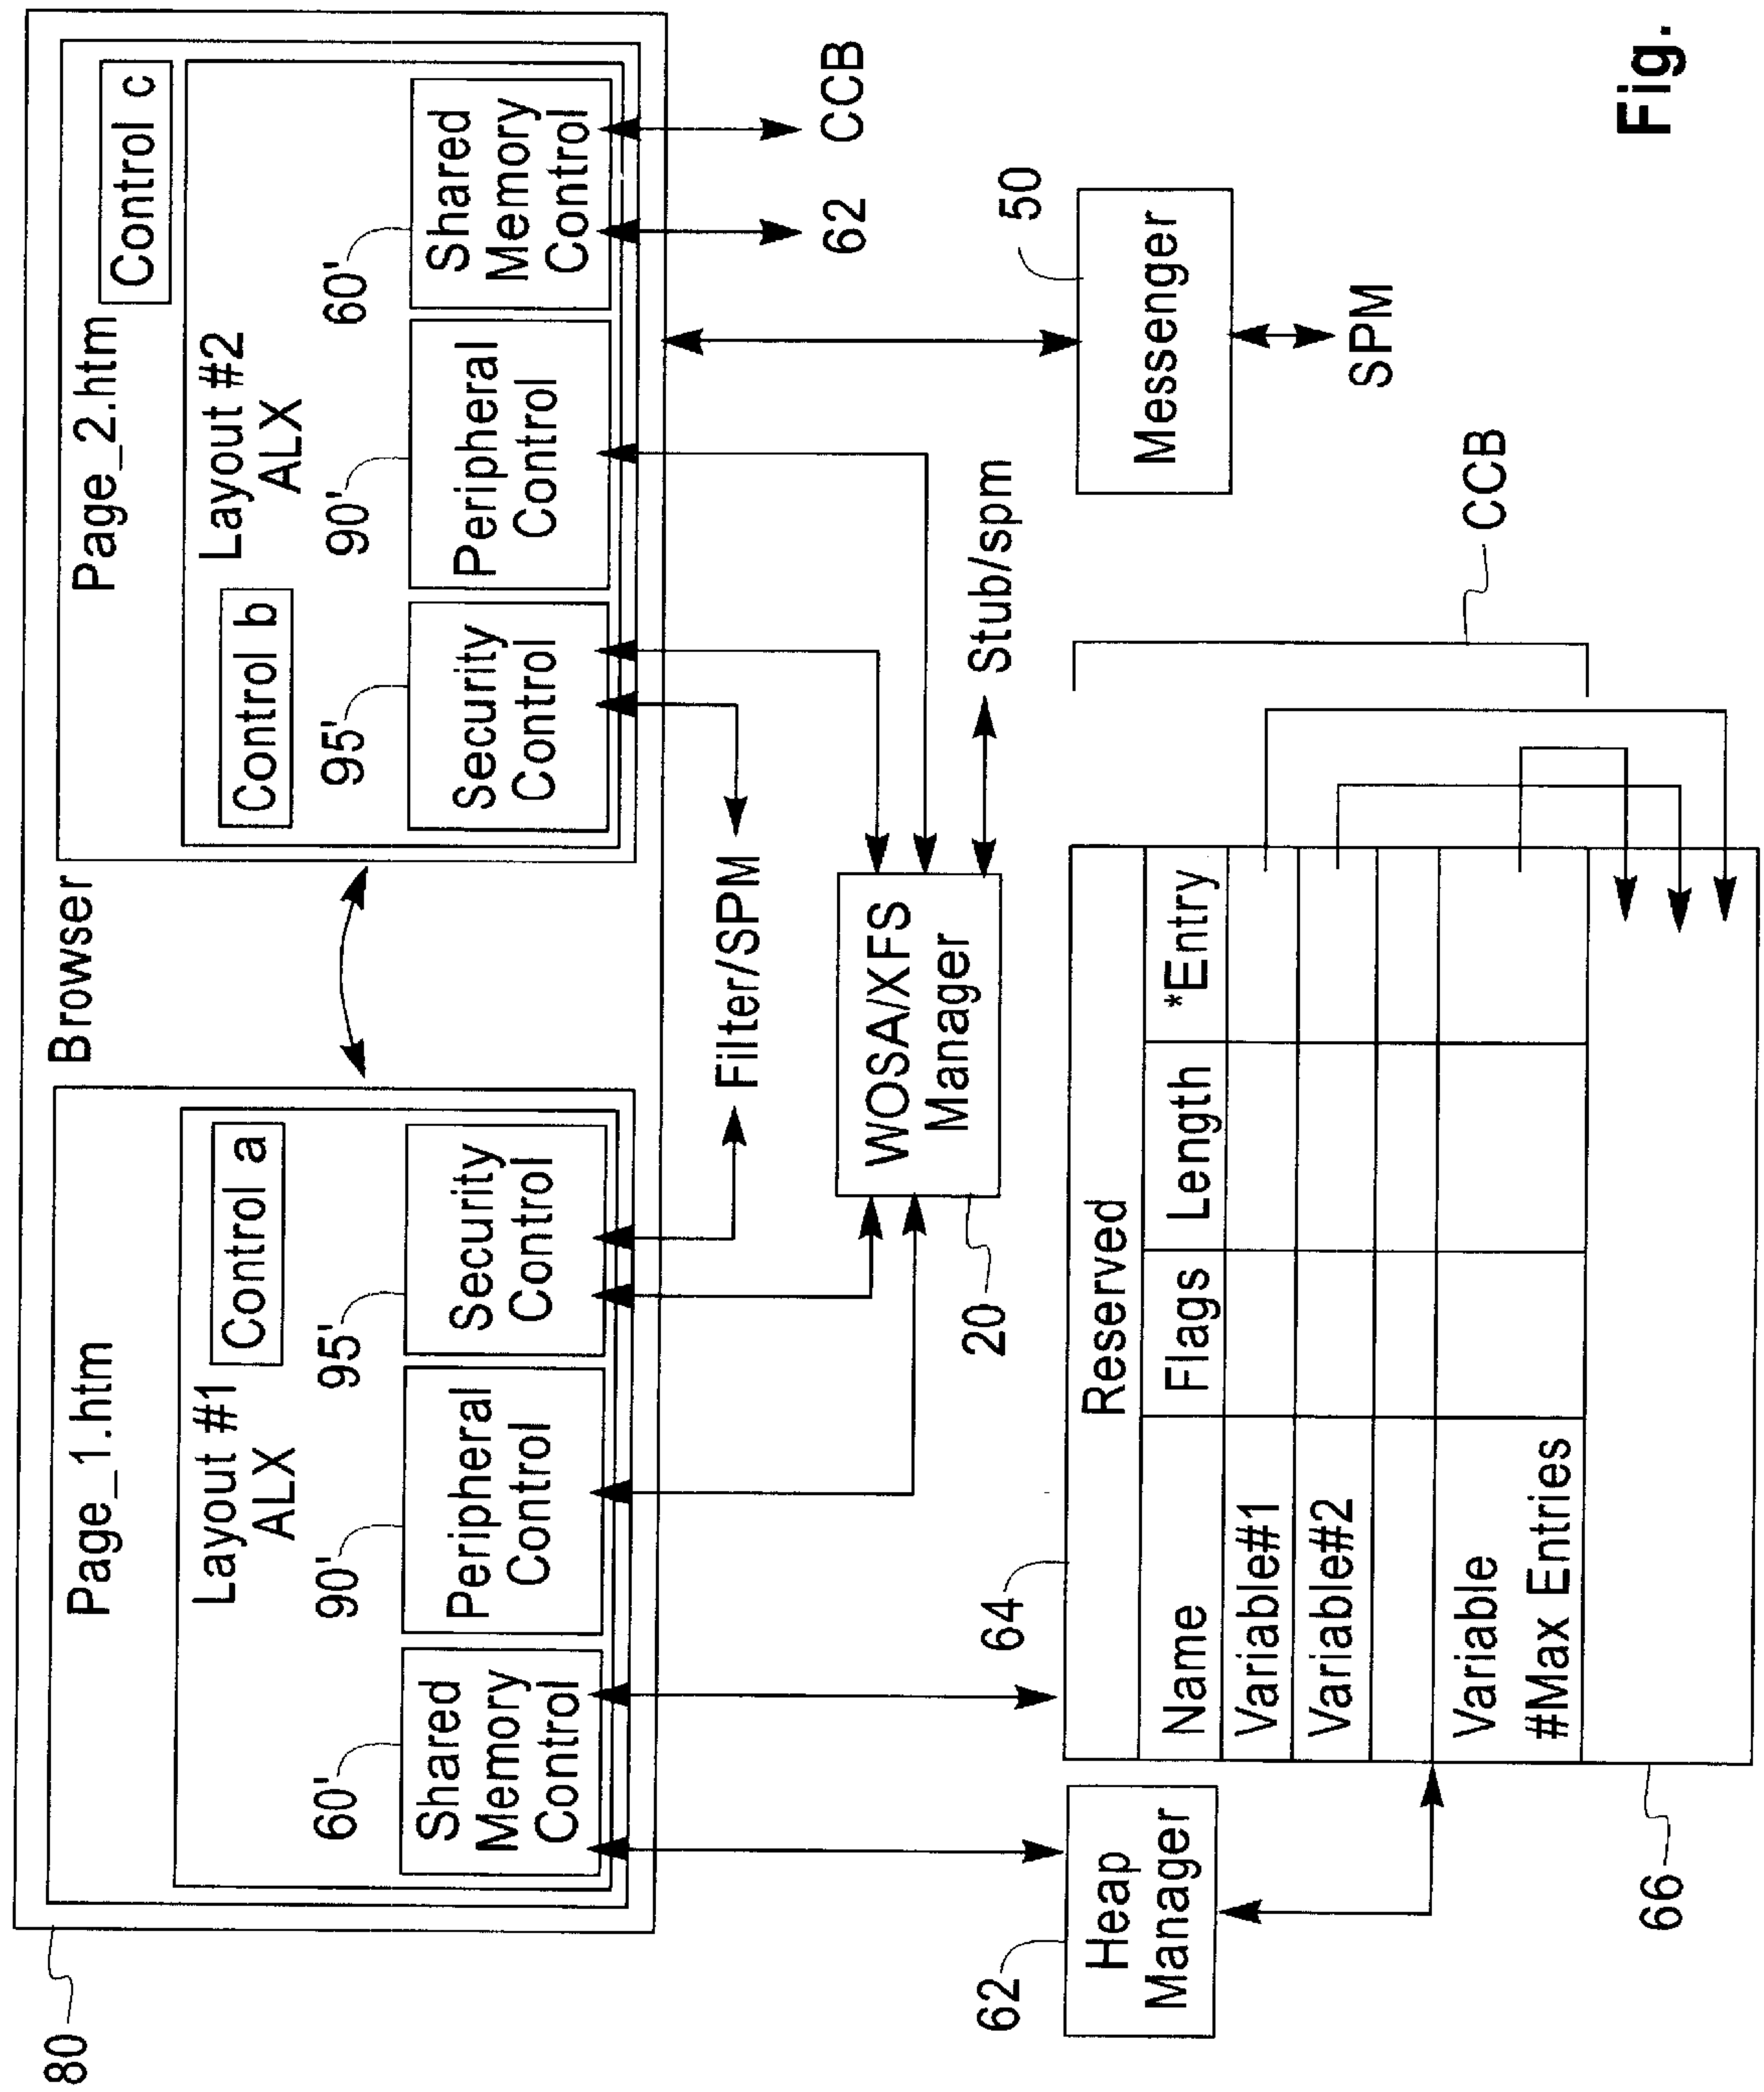 80
Browser
Page_1.htm
Layout #1
ALX
Control a
60'
Shared
Memory
Control
90'
Peripheral
Control
95'
Security
Control
Page_2.htm
Control c
Layout #2
ALX
Control b
95'
Security
Control
90'
Peripheral
Control
60'
Shared
Memory
Control
Filter/SPM
62
CCB
WOSA/XFS
Manager
20
Stub/spm
50
Messenger
SPM
62
Heap
Manager
64
Reserved
Name Flags Length *Entry
Variable#1
Variable#2
Variable
#Max Entries
66
CCB
Fig.